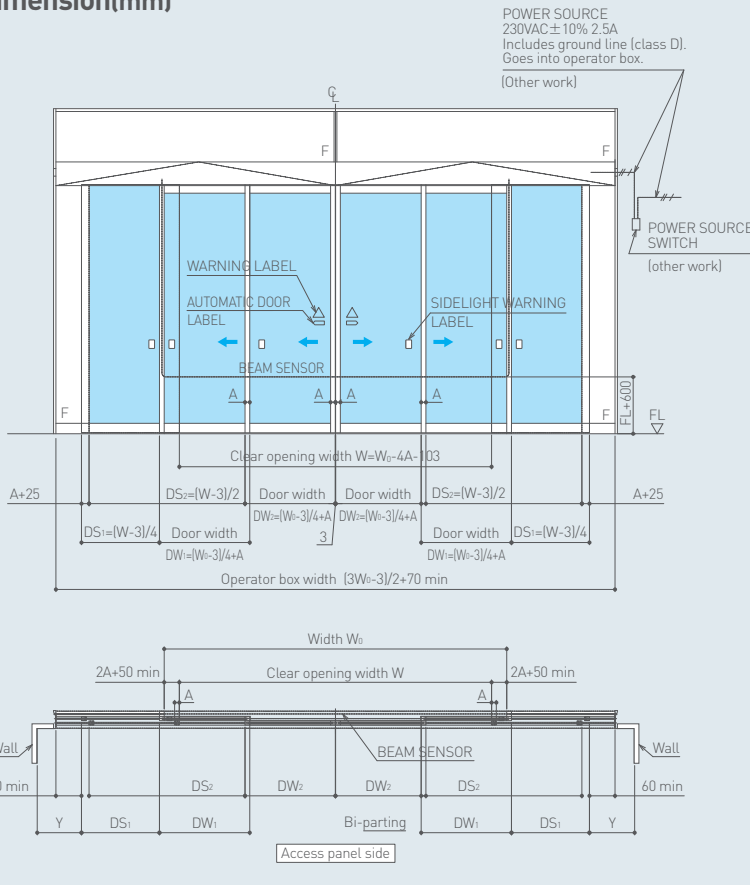 imension(mm)
POWER SOURCE
230VAC±10% 2.5A
Includes ground line (class D).
Goes into operator box.
(Other work)
℄
F
F
POWER SOURCE
SWITCH
(other work)
WARNING LABEL
AUTOMATIC DOOR
LABEL
SIDELIGHT WARNING
LABEL
BEAM SENSOR
A
A
A
A
FL+600
FL
F
F
Clear opening width W=W₀-4A-103
A+25
DS₂=(W-3)/2
Door width
Door width
DS₂=(W-3)/2
A+25
DW₂=(W₀-3)/4+A
DW₂=(W₀-3)/4+A
DS₁=(W-3)/4
Door width
3
Door width
DS₁=(W-3)/4
DW₁=(W₀-3)/4+A
DW₁=(W₀-3)/4+A
Operator box width (3W₀-3)/2+70 min
Width W₀
2A+50 min
Clear opening width W
2A+50 min
A
A
Wall
BEAM SENSOR
Wall
0 min
DS₂
DW₂
DW₂
DS₂
60 min
Y
DS₁
DW₁
Bi-parting
DW₁
DS₁
Y
Access panel side